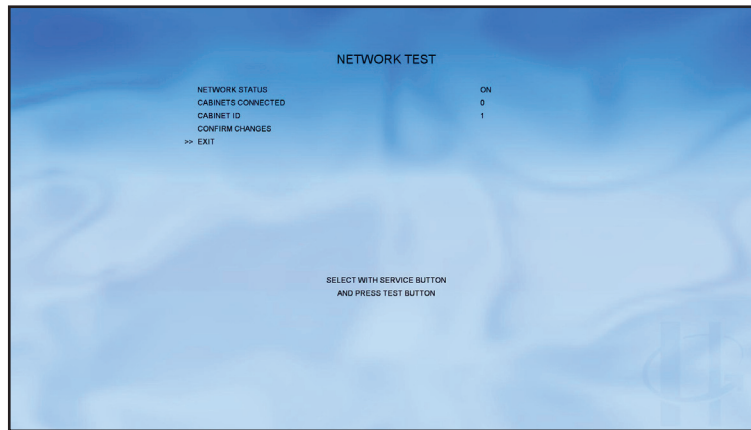 NETWORK TEST
NETWORK STATUS ON
CABINETS CONNECTED 0
CABINET ID 1
CONFIRM CHANGES
>> EXIT
SELECT WITH SERVICE BUTTON
AND PRESS TEST BUTTON